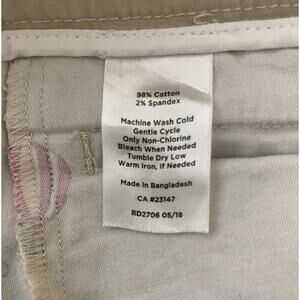 98% Cotton
2% Spandex
Machine Wash Cold
Gentle Cycle
Only Non-Chlorine
Bleach When Needed
Tumble Dry Low
Warm Iron, If Needed
Made In Bangladesh
CA #23147
BD2706 05/18